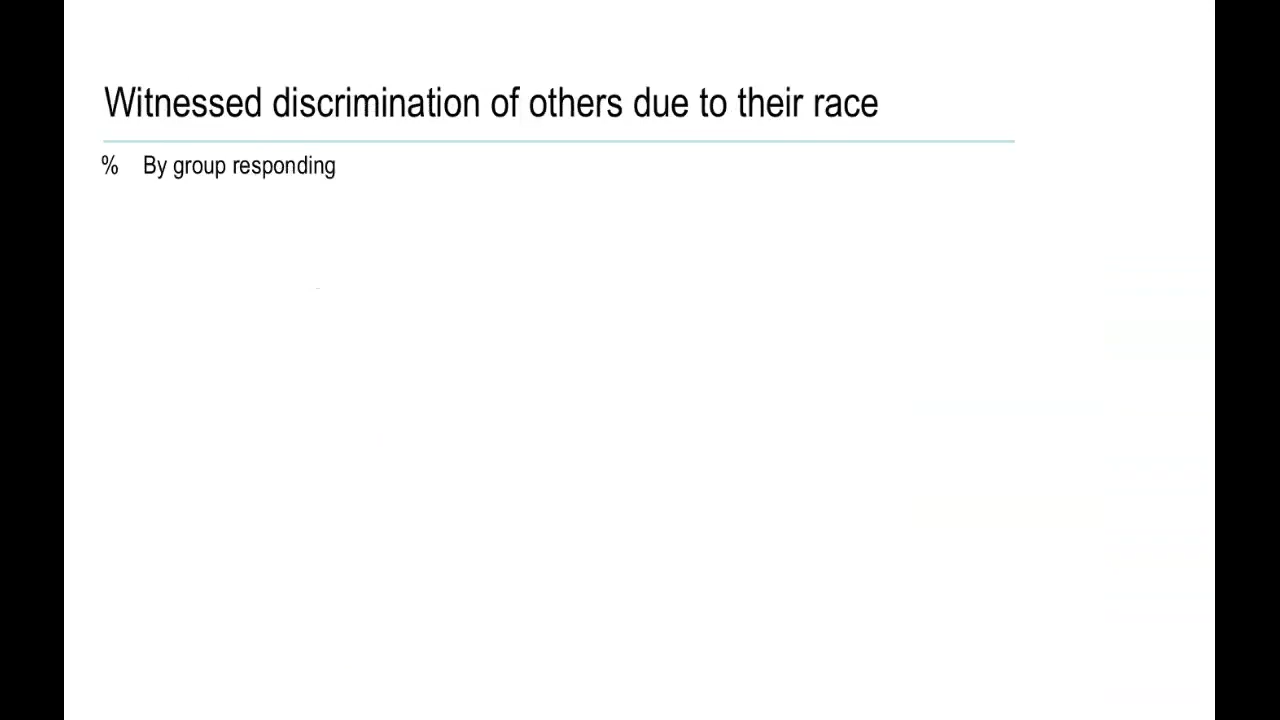 Witnessed discrimination of others due to their race
% By group responding